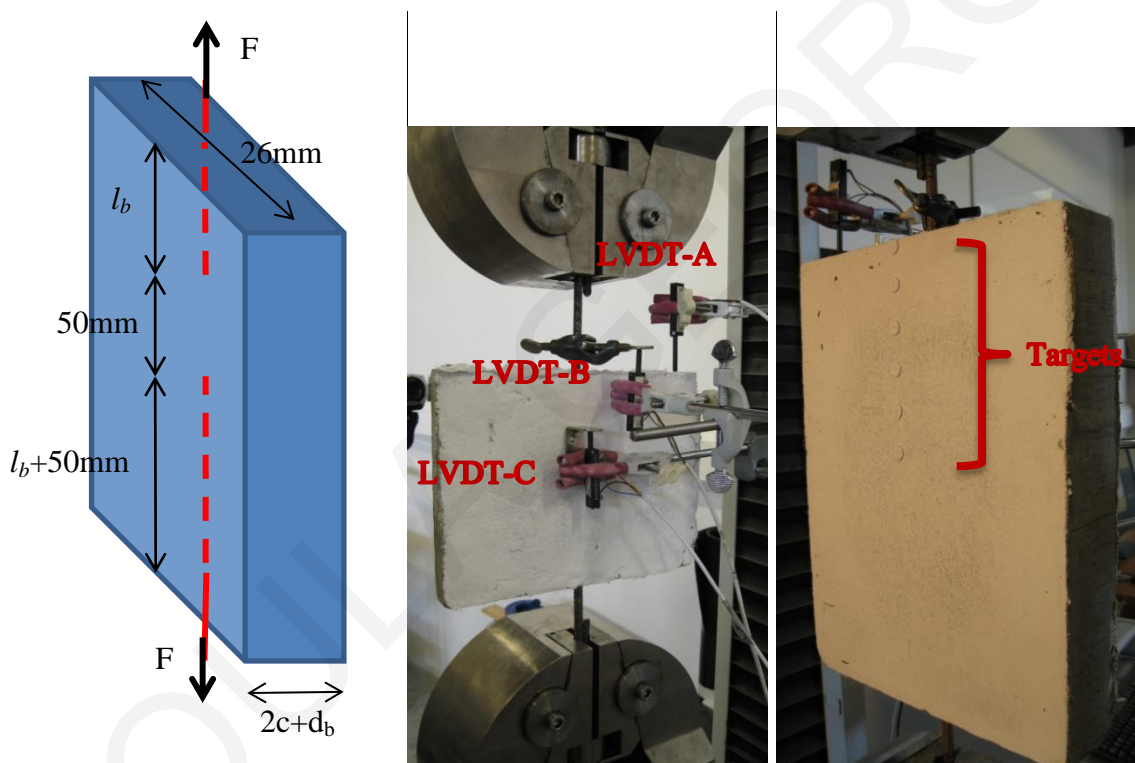 F
26mm
l_b
50mm
l_b+50mm
F
2c+d_b
LVDT-A
LVDT-B
LVDT-C
Targets